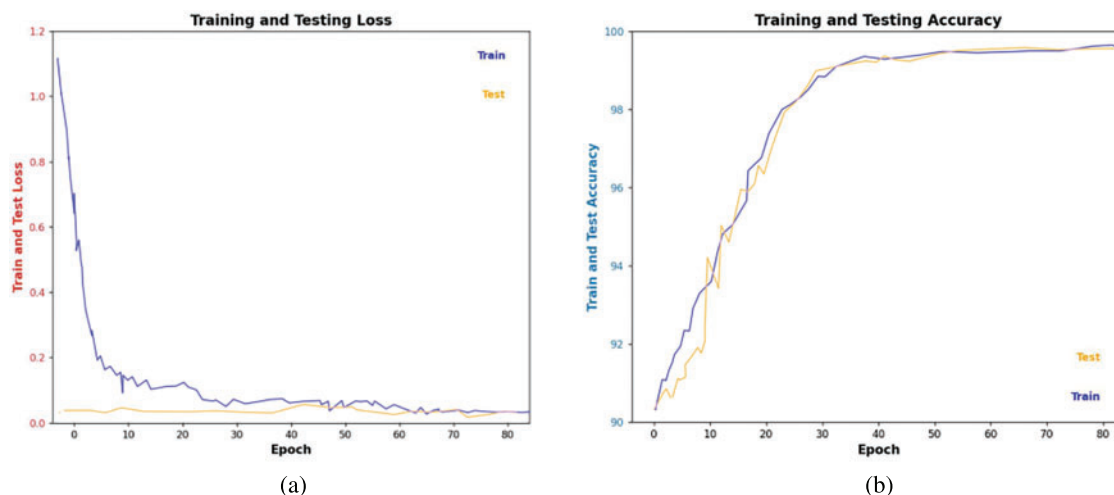 Training and Testing Loss
Train and Test Loss
1.2
1.0
0.8
0.6
0.4
0.2
0.0
Train
Test
0 10 20 30 40 50 60 70 80
Epoch
(a)
Training and Testing Accuracy
Train and Test Accuracy
100
98
96
94
92
90
Test
Train
0 10 20 30 40 50 60 70 80
Epoch
(b)